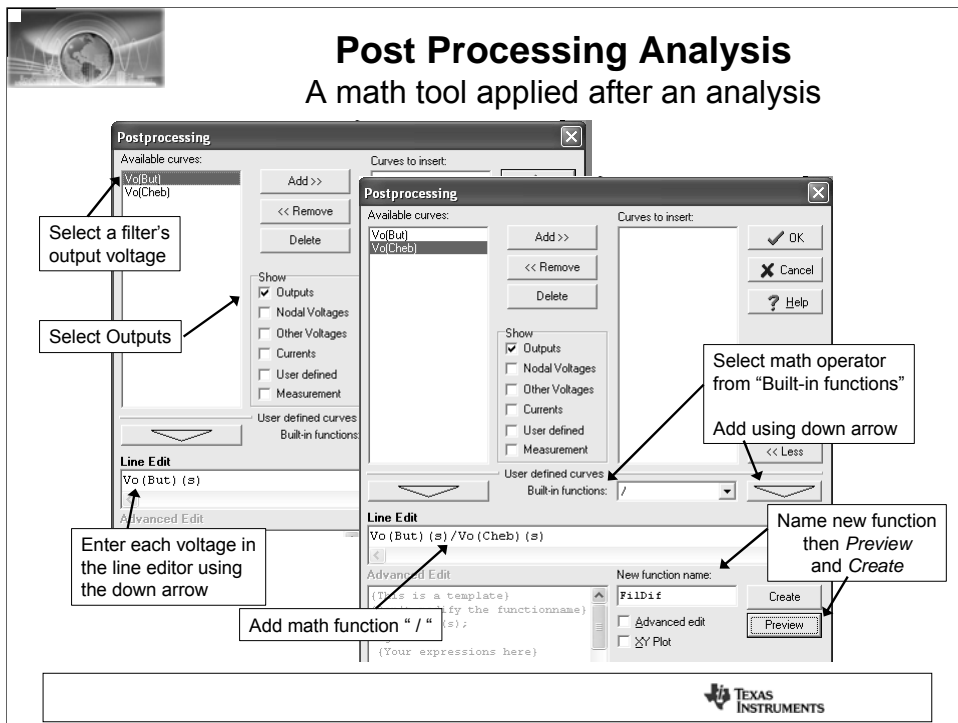 Post Processing Analysis
A math tool applied after an analysis
Postprocessing
Available curves:
Curves to insert:
Vo(But)
Vo(Cheb)
Add >>
<< Remove
Delete
Show
Outputs
Nodal Voltages
Other Voltages
Currents
User defined
Measurement
User defined curves
Built-in functions:
Line Edit
Vo(But)(s)
Advanced Edit
Select a filter's
output voltage
Select Outputs
Enter each voltage in
the line editor using
the down arrow
Postprocessing
Available curves:
Curves to insert:
Vo(But)
Vo(Cheb)
Add >>
<< Remove
Delete
OK
Cancel
? Help
Show
Outputs
Nodal Voltages
Other Voltages
Currents
User defined
Measurement
<< Less
User defined curves
Built-in functions:
/
Line Edit
Vo(But)(s)/Vo(Cheb)(s)
Advanced Edit
{This is a template}
the functionname}
(s);
{Your expressions here}
New function name:
FilDif
Create
Advanced edit
Preview
XY Plot
Select math operator
from “Built-in functions”
Add using down arrow
Name new function
then Preview
and Create
Add math function “ / “
TEXAS
INSTRUMENTS